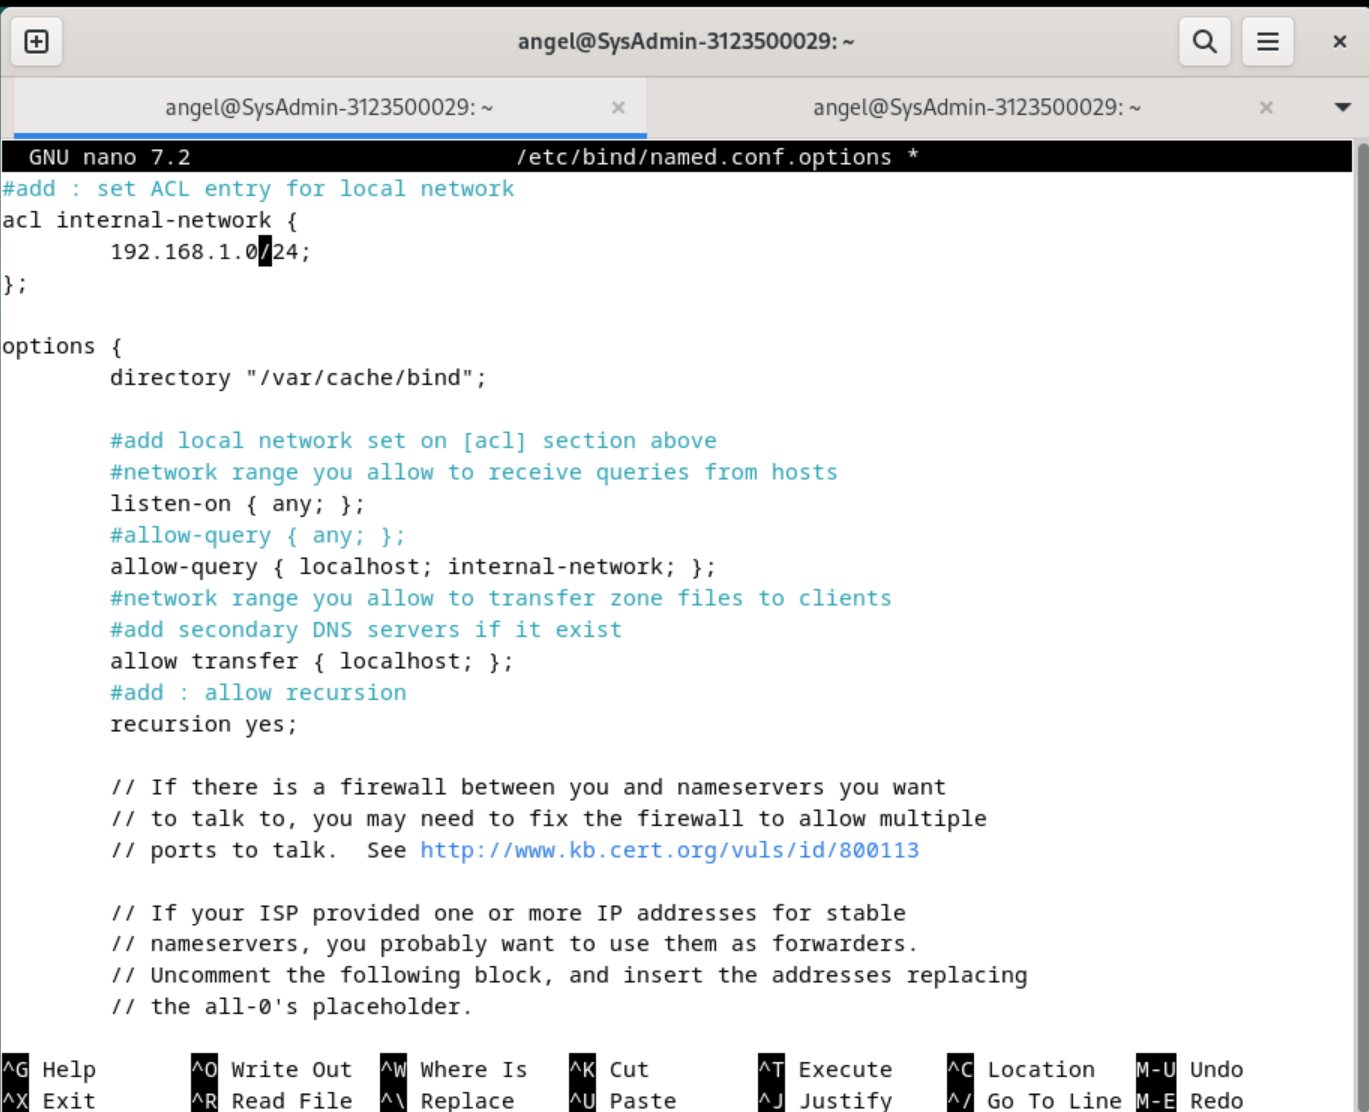 angel@SysAdmin-3123500029: ~
angel@SysAdmin-3123500029: ~ × angel@SysAdmin-3123500029: ~ ×
GNU nano 7.2 /etc/bind/named.conf.options *
#add : set ACL entry for local network
acl internal-network {
        192.168.1.0/24;
};

options {
        directory "/var/cache/bind";

        #add local network set on [acl] section above
        #network range you allow to receive queries from hosts
        listen-on { any; };
        #allow-query { any; };
        allow-query { localhost; internal-network; };
        #network range you allow to transfer zone files to clients
        #add secondary DNS servers if it exist
        allow transfer { localhost; };
        #add : allow recursion
        recursion yes;

        // If there is a firewall between you and nameservers you want
        // to talk to, you may need to fix the firewall to allow multiple
        // ports to talk.  See http://www.kb.cert.org/vuls/id/800113

        // If your ISP provided one or more IP addresses for stable
        // nameservers, you probably want to use them as forwarders.
        // Uncomment the following block, and insert the addresses replacing
        // the all-0's placeholder.

^G Help ^O Write Out ^W Where Is ^K Cut ^T Execute ^C Location M-U Undo
^X Exit ^R Read File ^\ Replace ^U Paste ^J Justify ^/ Go To Line M-E Redo